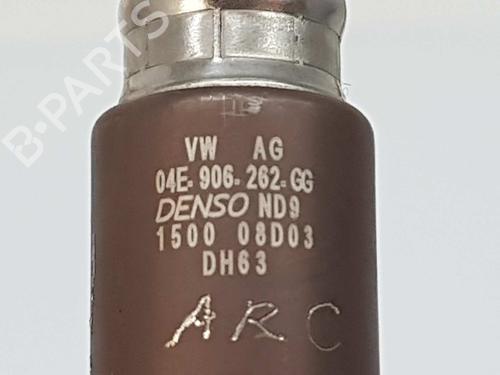 B-PARTS
VW AG
04E-906-262-GG
DENSO ND9
1500 08D03
DH63
ARC